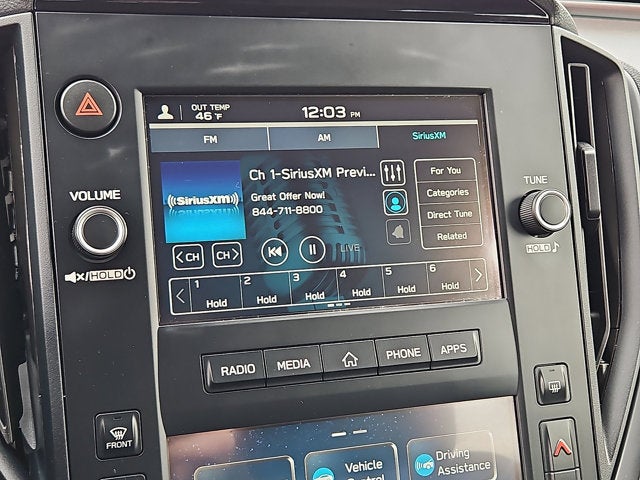 OUT TEMP
46°F
12:03 PM
FM
AM
SiriusXM
((SiriusXM))
Ch 1-SiriusXM Previ...
Great Offer Now!
844-711-8800
For You
Categories
Direct Tune
Related
LIVE
< CH
CH >
1 Hold
2 Hold
3 Hold
4 Hold
5 Hold
6 Hold
VOLUME
/HOLD
TUNE
HOLD
RADIO
MEDIA
PHONE
APPS
FRONT
Vehicle
Control
Driving
Assistance